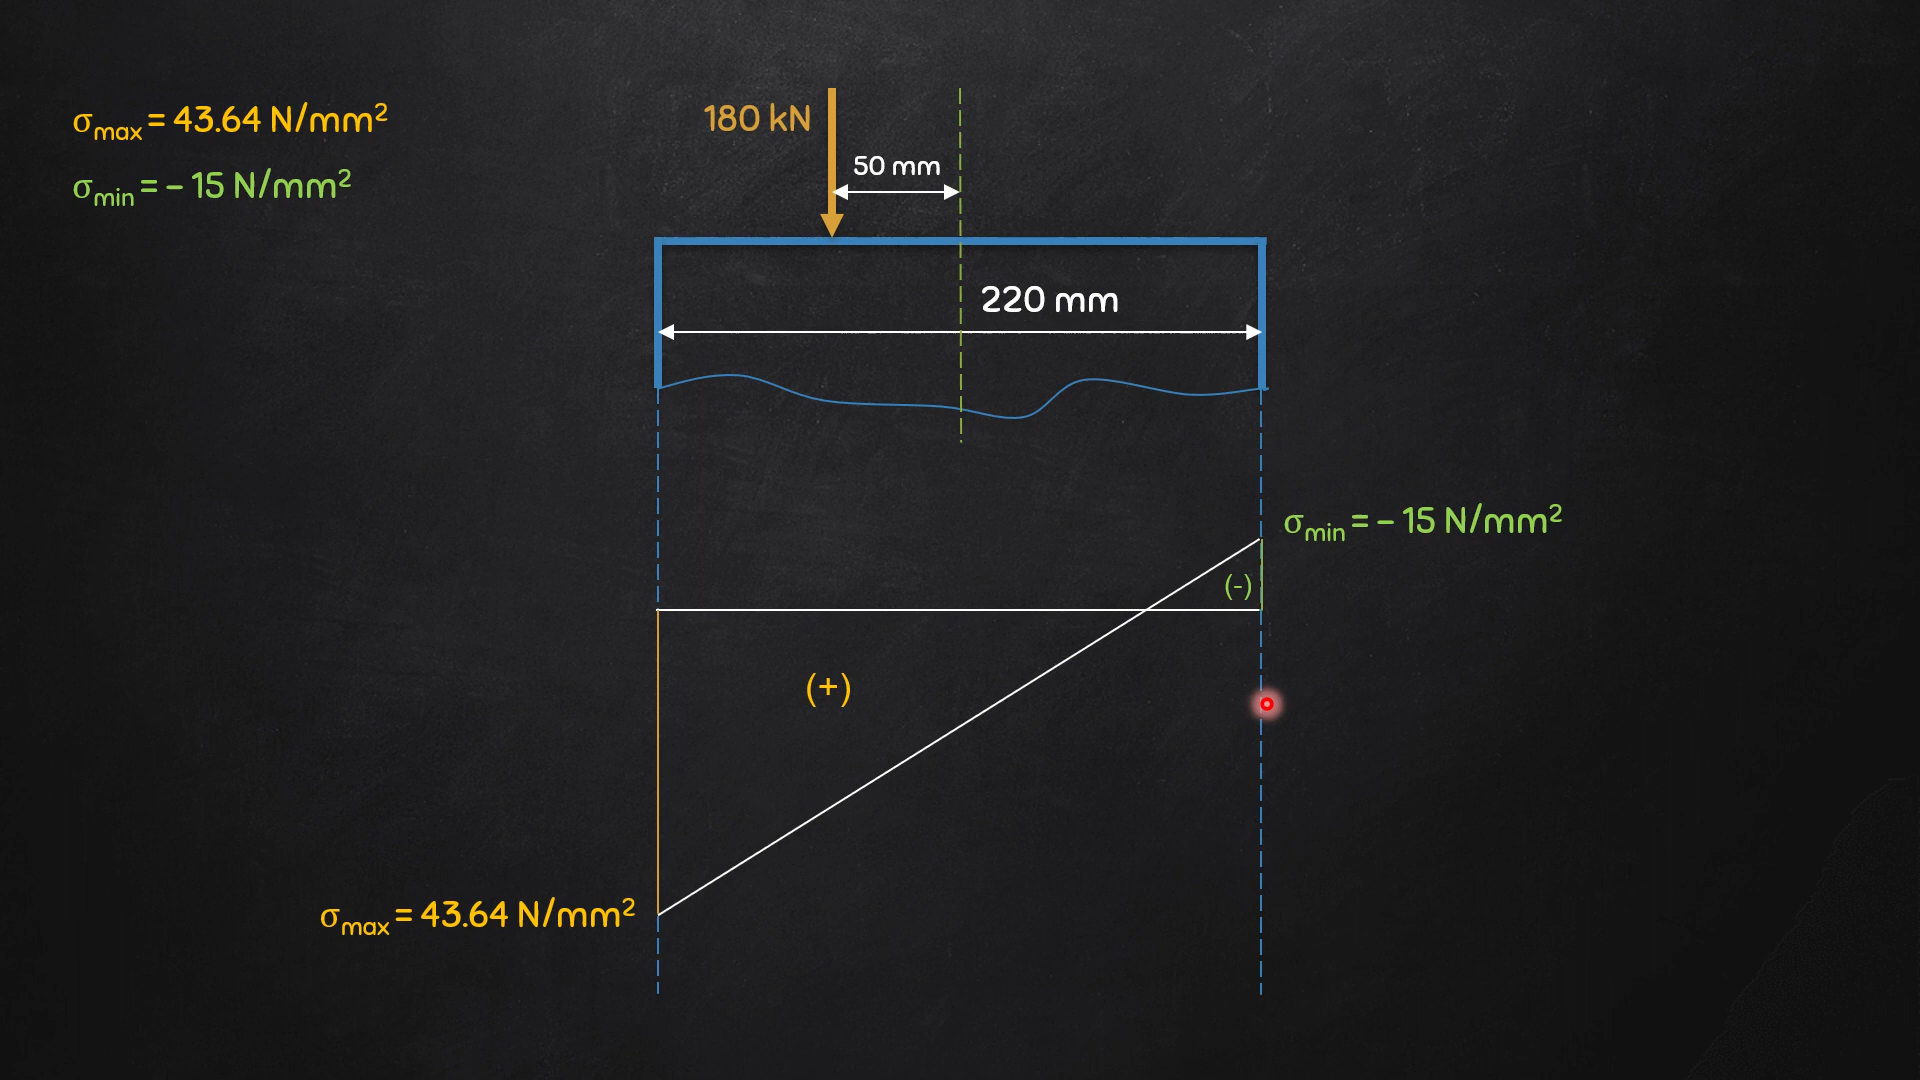 σmax = 43.64 N/mm²
σmin = – 15 N/mm²
180 kN
50 mm
220 mm
σmin = – 15 N/mm²
(-)
(+)
σmax = 43.64 N/mm²